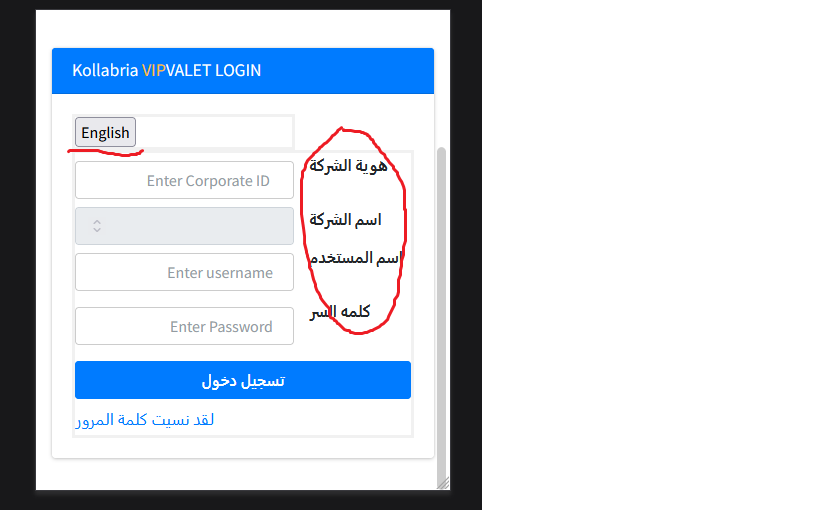 Kollabria VIPVALET LOGIN
English
هوية الشركة
Enter Corporate ID
اسم الشركة
اسم المستخدم
Enter username
كلمه السر
Enter Password
تسجيل دخول
لقد نسيت كلمة المرور